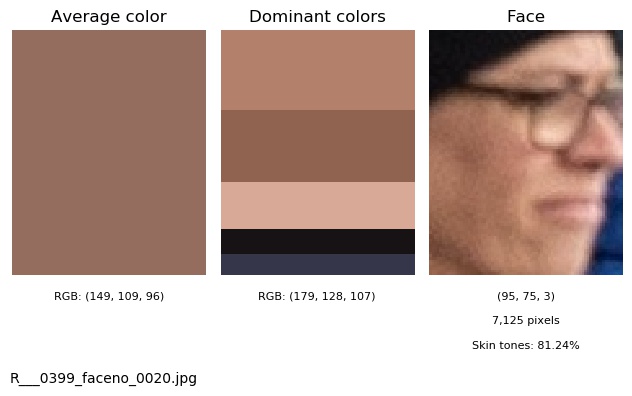 Average color
Dominant colors
Face
RGB: (149, 109, 96)
RGB: (179, 128, 107)
(95, 75, 3)
7,125 pixels
Skin tones: 81.24%
R___0399_faceno_0020.jpg